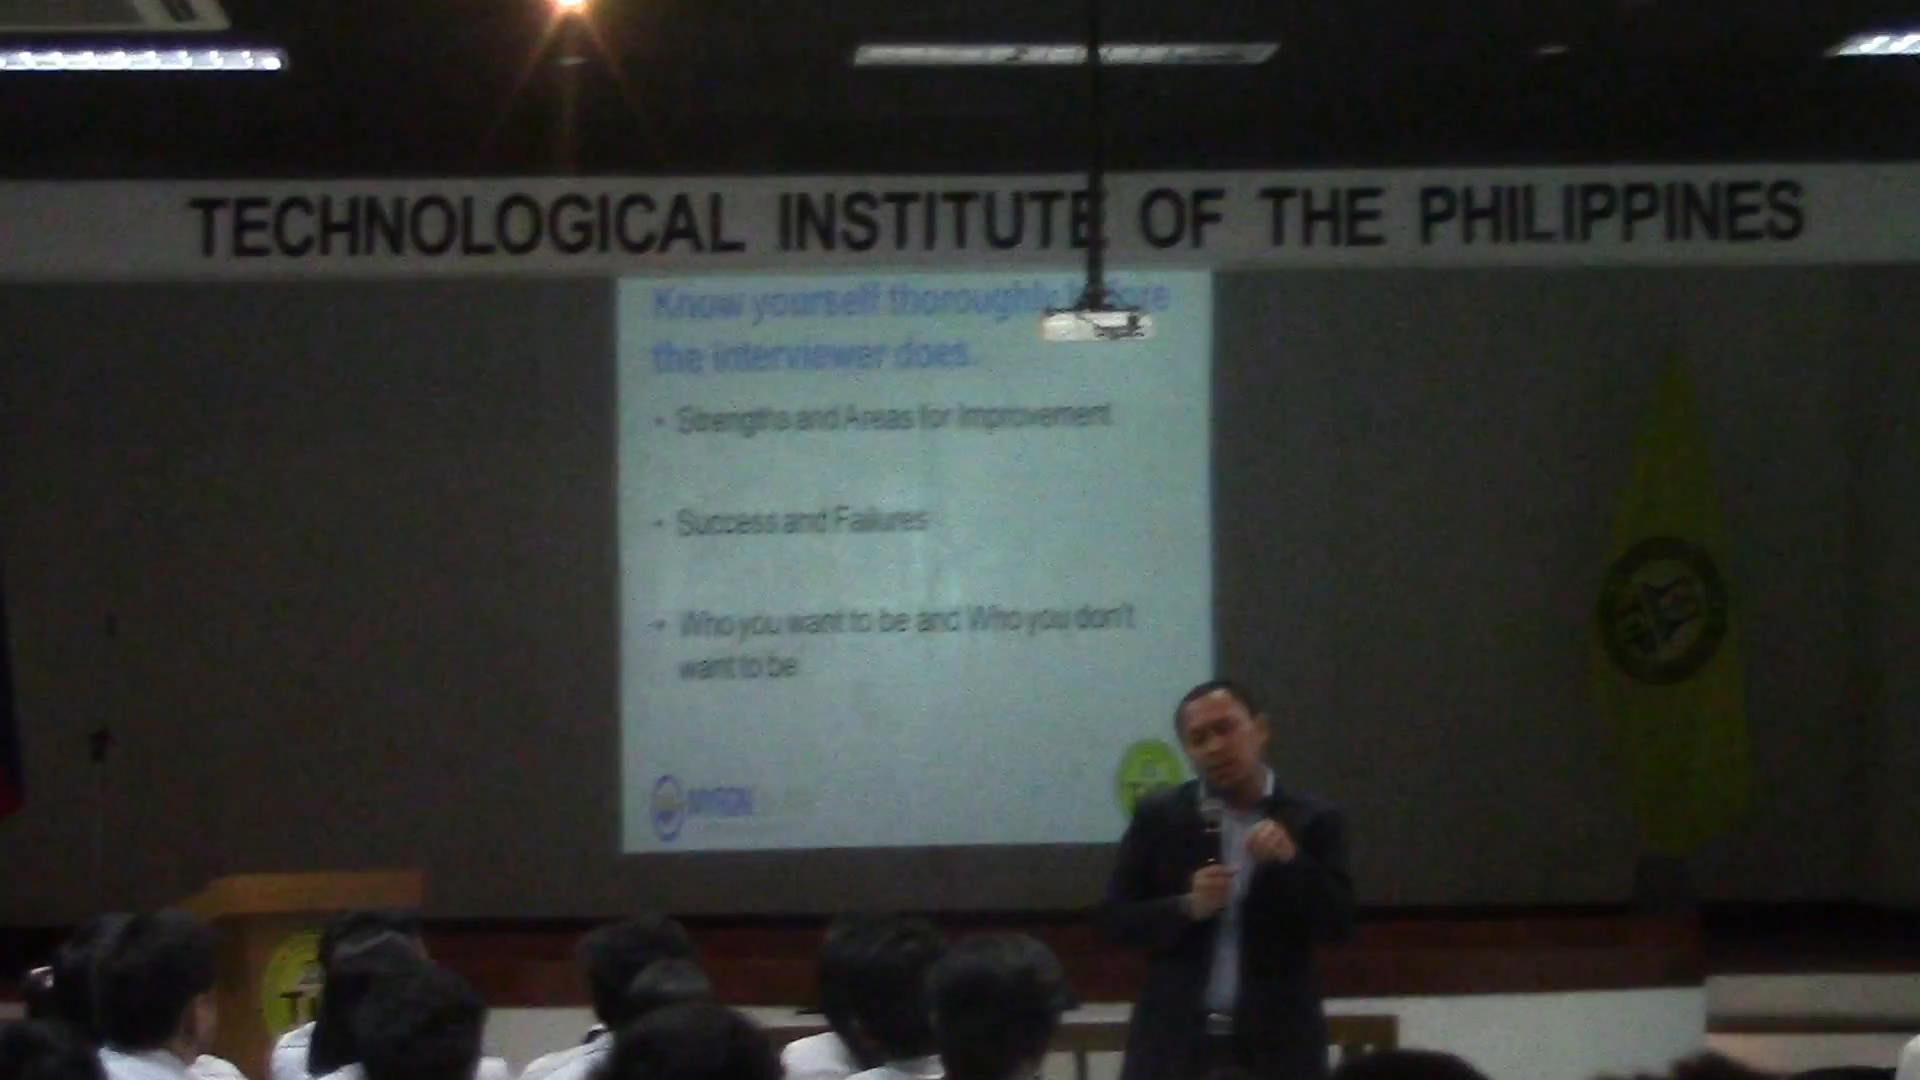 TECHNOLOGICAL INSTITUTE OF THE PHILIPPINES
Know yourself thoroughly before
the interviewer does.
• Strengths and Areas for Improvement
• Success and Failures
• Who you want to be and Who you don't
want to be